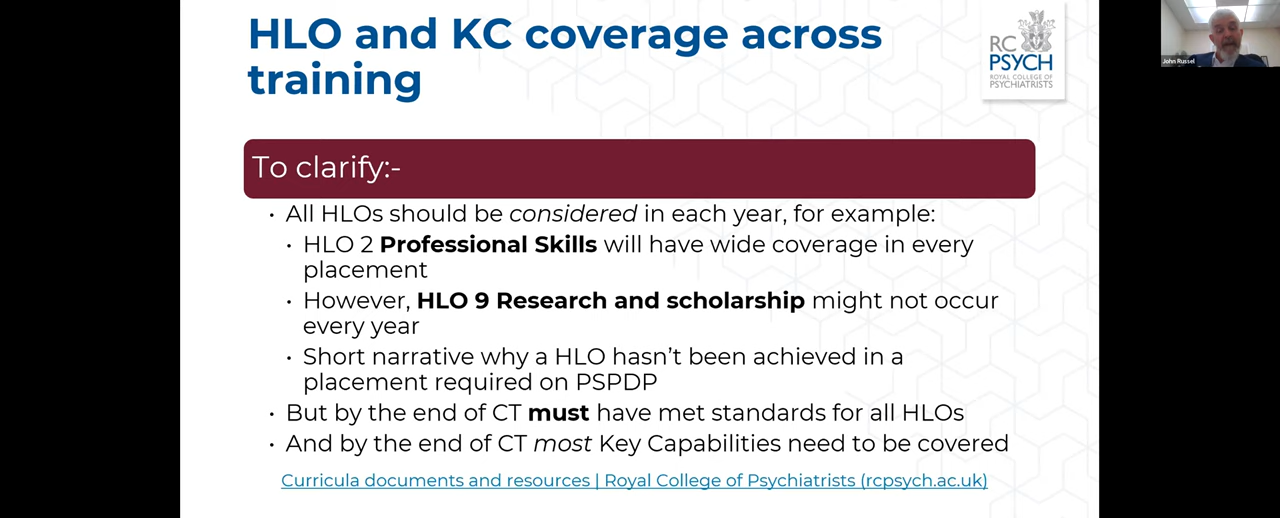 HLO and KC coverage across
training
RC
PSYCH
ROYAL COLLEGE OF
PSYCHIATRISTS
John Russel
To clarify:-
• All HLOs should be considered in each year, for example:
• HLO 2 Professional Skills will have wide coverage in every
placement
• However, HLO 9 Research and scholarship might not occur
every year
• Short narrative why a HLO hasn't been achieved in a
placement required on PSPDP
• But by the end of CT must have met standards for all HLOs
• And by the end of CT most Key Capabilities need to be covered
Curricula documents and resources | Royal College of Psychiatrists (rcpsych.ac.uk)